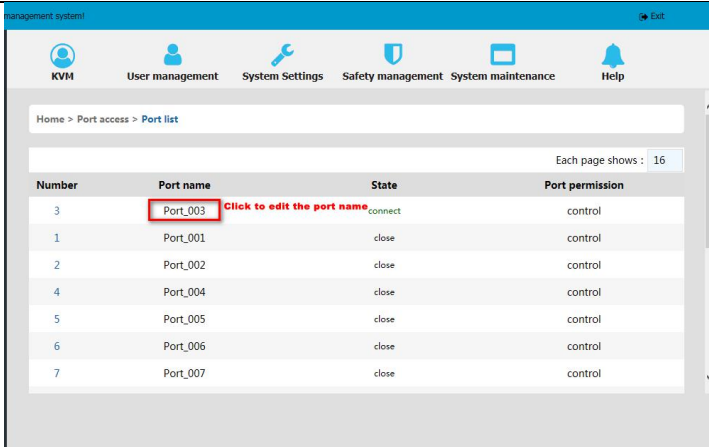 management system! Exit
KVM User management System Settings Safety management System maintenance Help
Home > Port access > Port list
Each page shows : 16
Number Port name State Port permission
3 Port_003 Click to edit the port name connect control
1 Port_001 close control
2 Port_002 close control
4 Port_004 close control
5 Port_005 close control
6 Port_006 close control
7 Port_007 close control